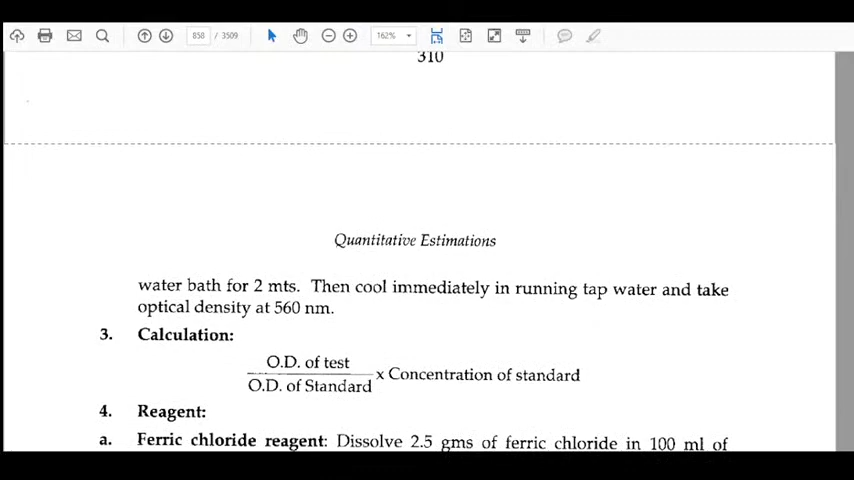 858 / 3509 162%
310
Quantitative Estimations
water bath for 2 mts. Then cool immediately in running tap water and take
optical density at 560 nm.
3. Calculation:
O.D. of test
O.D. of Standard x Concentration of standard
4. Reagent:
a. Ferric chloride reagent: Dissolve 2.5 gms of ferric chloride in 100 ml of